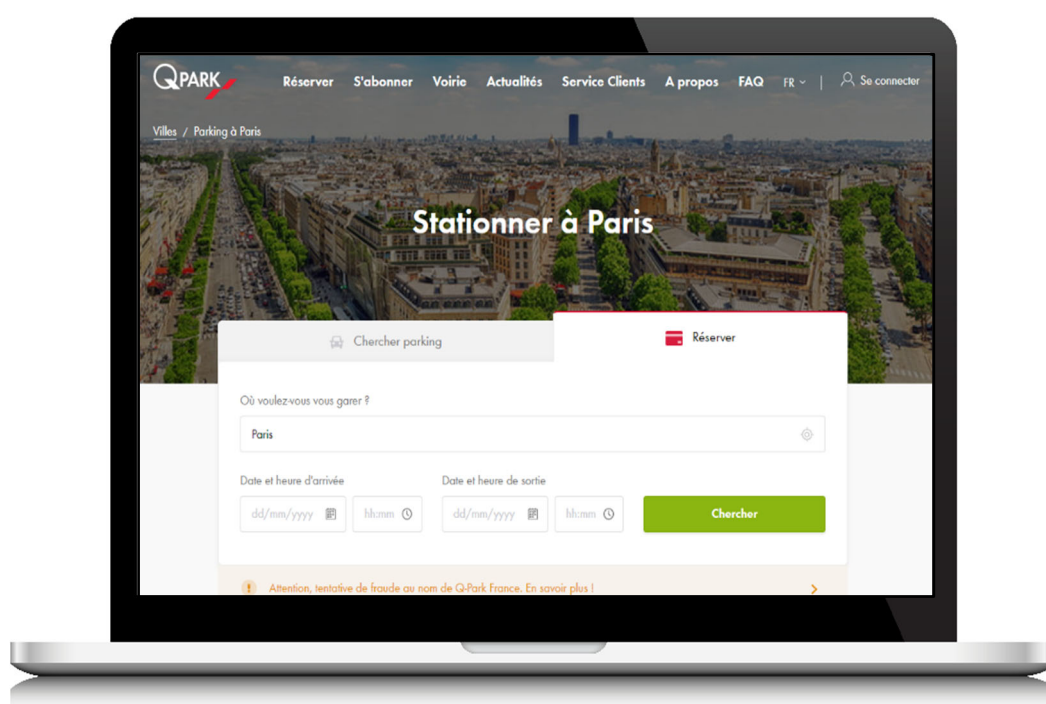 QPARK
Réserver S'abonner Voirie Actualités Service Clients A propos FAQ FR | Se connecter
Villes / Parking à Paris
Stationner à Paris
Chercher parking
Réserver
Où voulez-vous vous garer ?
Paris
Date et heure d'arrivée
Date et heure de sortie
dd/mm/yyyy hh:mm dd/mm/yyyy hh:mm Chercher
Attention, tentative de fraude au nom de Q-Park France. En savoir plus !